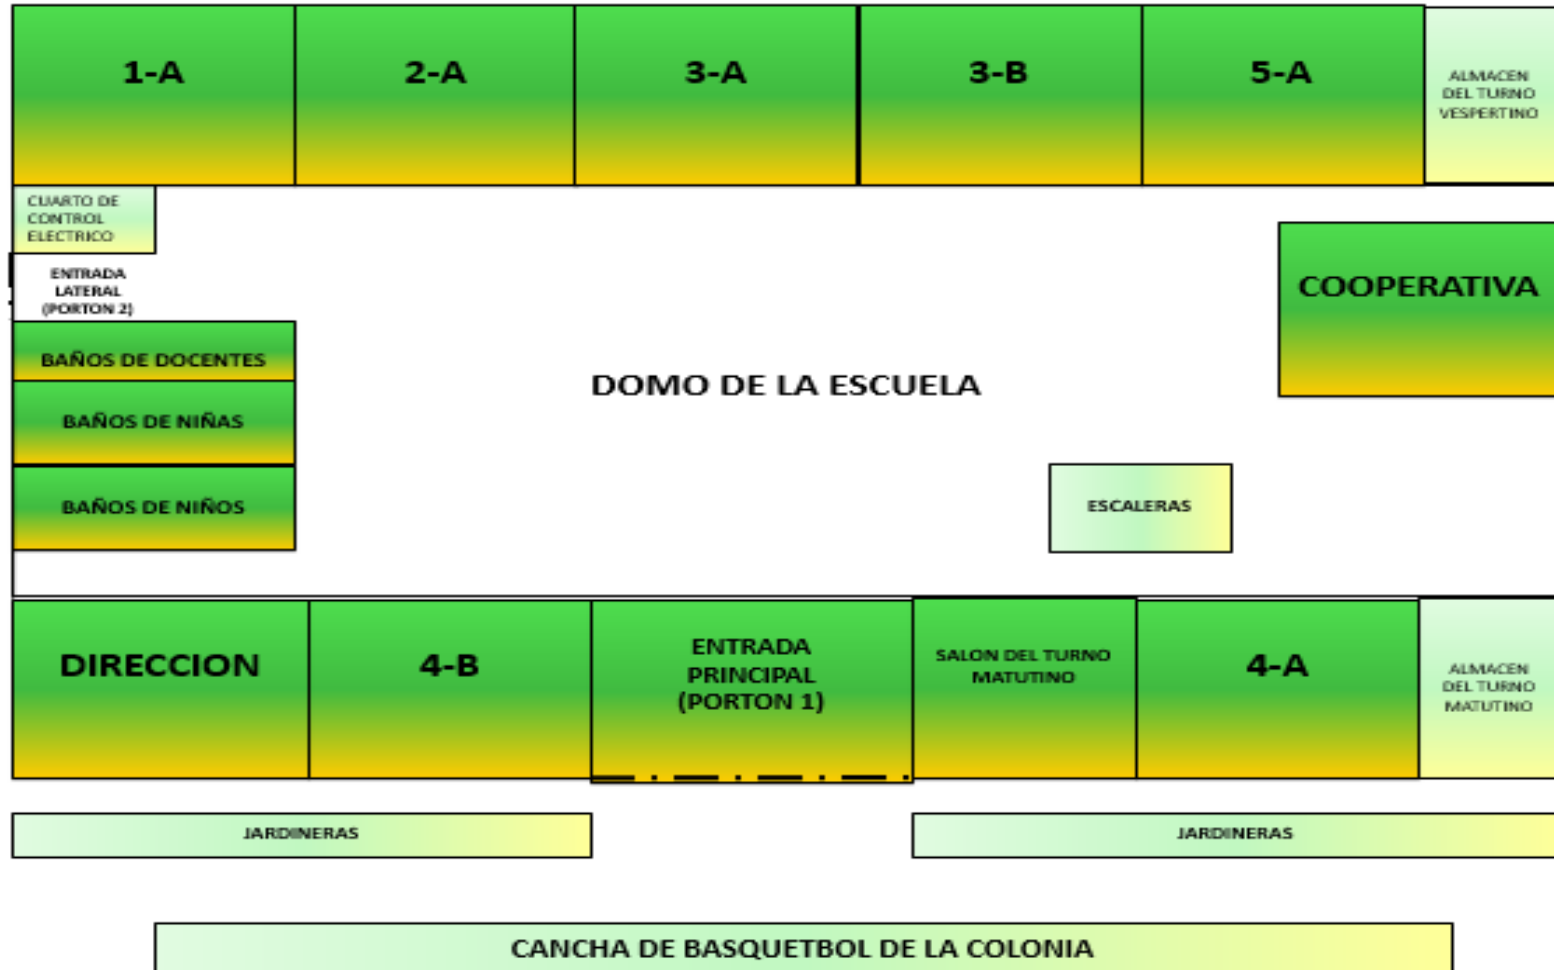 1-A
2-A
3-A
3-B
5-A
ALMACEN
DEL TURNO
VESPERTINO
CUARTO DE
CONTROL
ELECTRICO
ENTRADA
LATERAL
(PORTON 2)
COOPERATIVA
BAÑOS DE DOCENTES
BAÑOS DE NIÑAS
BAÑOS DE NIÑOS
DOMO DE LA ESCUELA
ESCALERAS
DIRECCION
4-B
ENTRADA
PRINCIPAL
(PORTON 1)
SALON DEL TURNO
MATUTINO
4-A
ALMACEN
DEL TURNO
MATUTINO
JARDINERAS
JARDINERAS
CANCHA DE BASQUETBOL DE LA COLONIA